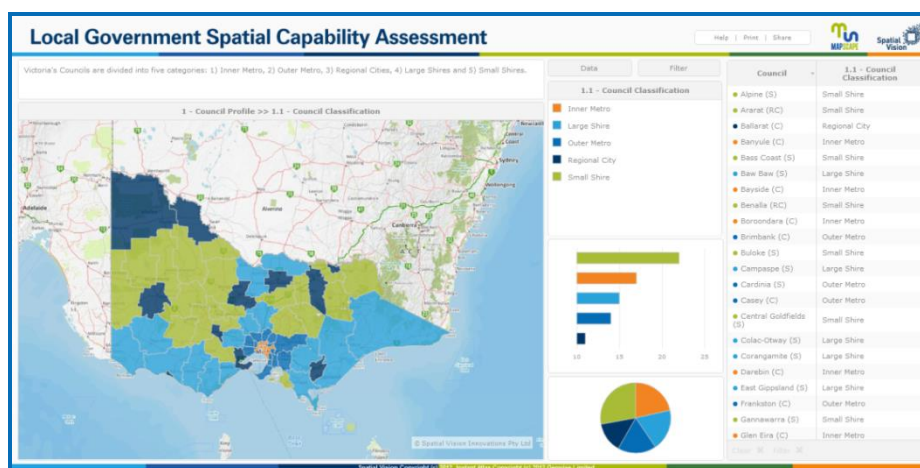 Local Government Spatial Capability Assessment
Help | Print | Share
MAPSCAPE
Spatial Vision
Victoria's Councils are divided into five categories: 1) Inner Metro, 2) Outer Metro, 3) Regional Cities, 4) Large Shires and 5) Small Shires.
1 - Council Profile >> 1.1 - Council Classification
Adelaide
Canberra
Sydney
Wollongong
© Spatial Vision Innovations Pty Ltd
Data
Filter
1.1 - Council Classification
Inner Metro
Large Shire
Outer Metro
Regional City
Small Shire
10 15 20 25
Council
1.1 - Council Classification
Alpine (S) Small Shire
Ararat (RC) Small Shire
Ballarat (C) Regional City
Banyule (C) Inner Metro
Bass Coast (S) Small Shire
Baw Baw (S) Large Shire
Bayside (C) Inner Metro
Benalla (RC) Small Shire
Boroondara (C) Inner Metro
Brimbank (C) Outer Metro
Buloke (S) Small Shire
Campaspe (S) Large Shire
Cardinia (S) Outer Metro
Casey (C) Outer Metro
Central Goldfields (S) Small Shire
Colac-Otway (S) Large Shire
Corangamite (S) Large Shire
Darebin (C) Inner Metro
East Gippsland (S) Large Shire
Frankston (C) Outer Metro
Gannawarra (S) Small Shire
Glen Eira (C) Inner Metro
Clear Filter